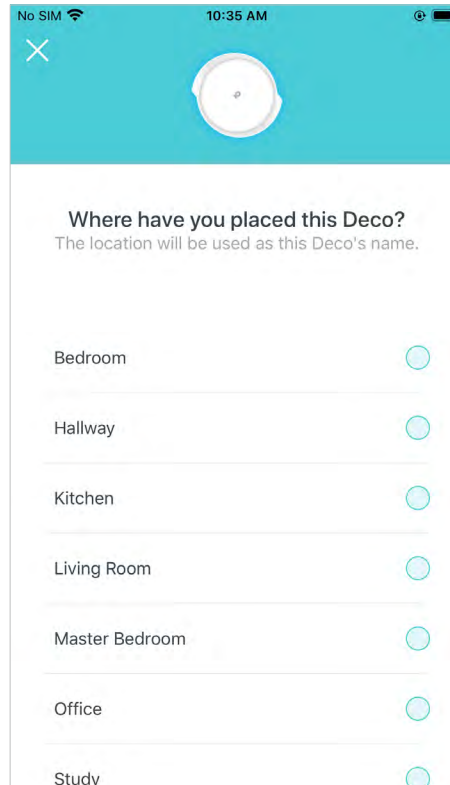 No SIM 10:35 AM
Where have you placed this Deco?
The location will be used as this Deco's name.
Bedroom
Hallway
Kitchen
Living Room
Master Bedroom
Office
Study